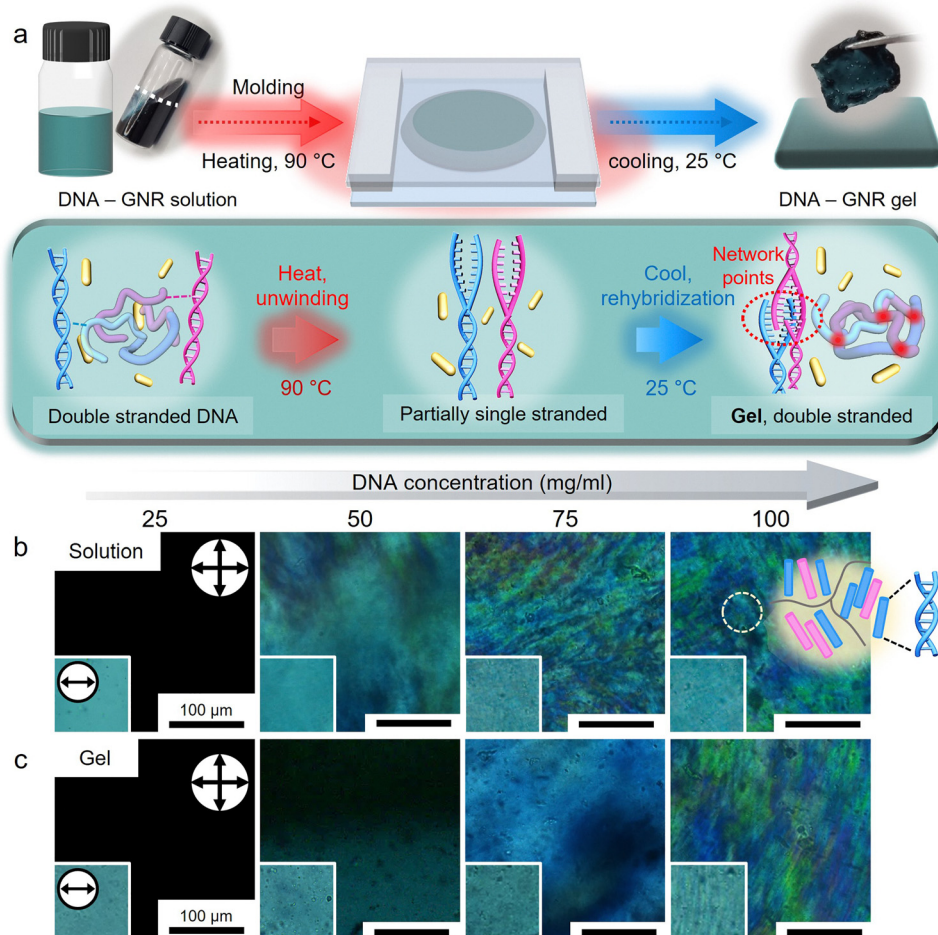 a
Molding
Heating, 90 °C
cooling, 25 °C
DNA – GNR solution
DNA – GNR gel
Heat,
unwinding
90 °C
Cool,
rehybridization
25 °C
Network
points
Double stranded DNA
Partially single stranded
Gel, double stranded
DNA concentration (mg/ml)
25
50
75
100
b
Solution
100 µm
c
Gel
100 µm